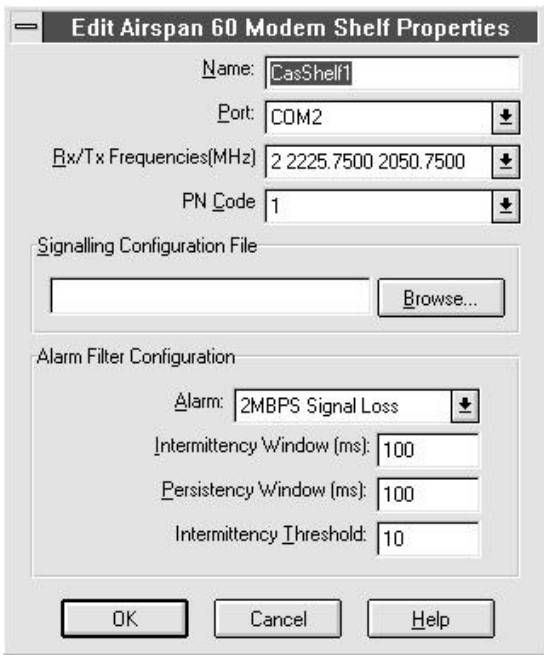 Edit Airspan 60 Modem Shelf Properties
Name: CasShelf1
Port: COM2
Rx/Tx Frequencies(MHz) 2 2225.7500 2050.7500
PN Code 1
Signalling Configuration File
Browse...
Alarm Filter Configuration
Alarm: 2MBPS Signal Loss
Intermittency Window (ms): 100
Persistency Window (ms): 100
Intermittency Threshold: 10
OK Cancel Help